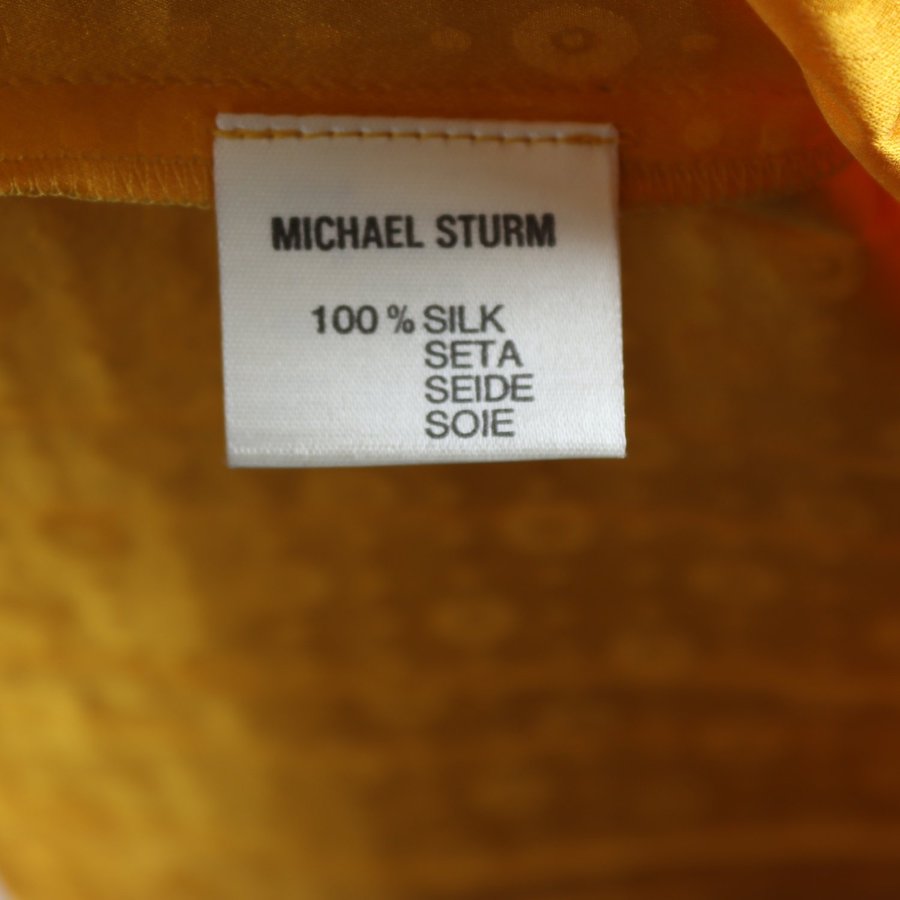 MICHAEL STURM
100 % SILK
SETA
SEIDE
SOIE